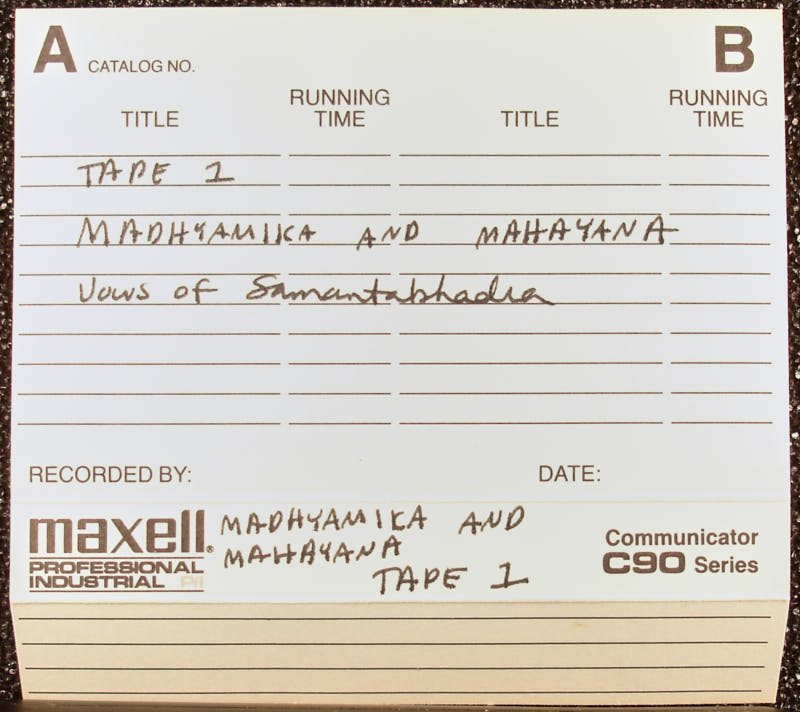 A CATALOG NO. B
TITLE RUNNING TIME TITLE RUNNING TIME
TAPE 1
MADHYAMIKA AND MAHAYANA
Vows of Samantabhadra
RECORDED BY: DATE:
maxell®
PROFESSIONAL
INDUSTRIAL P/I
MADHYAMIKA AND
MAHAYANA
TAPE 1
Communicator
C90 Series